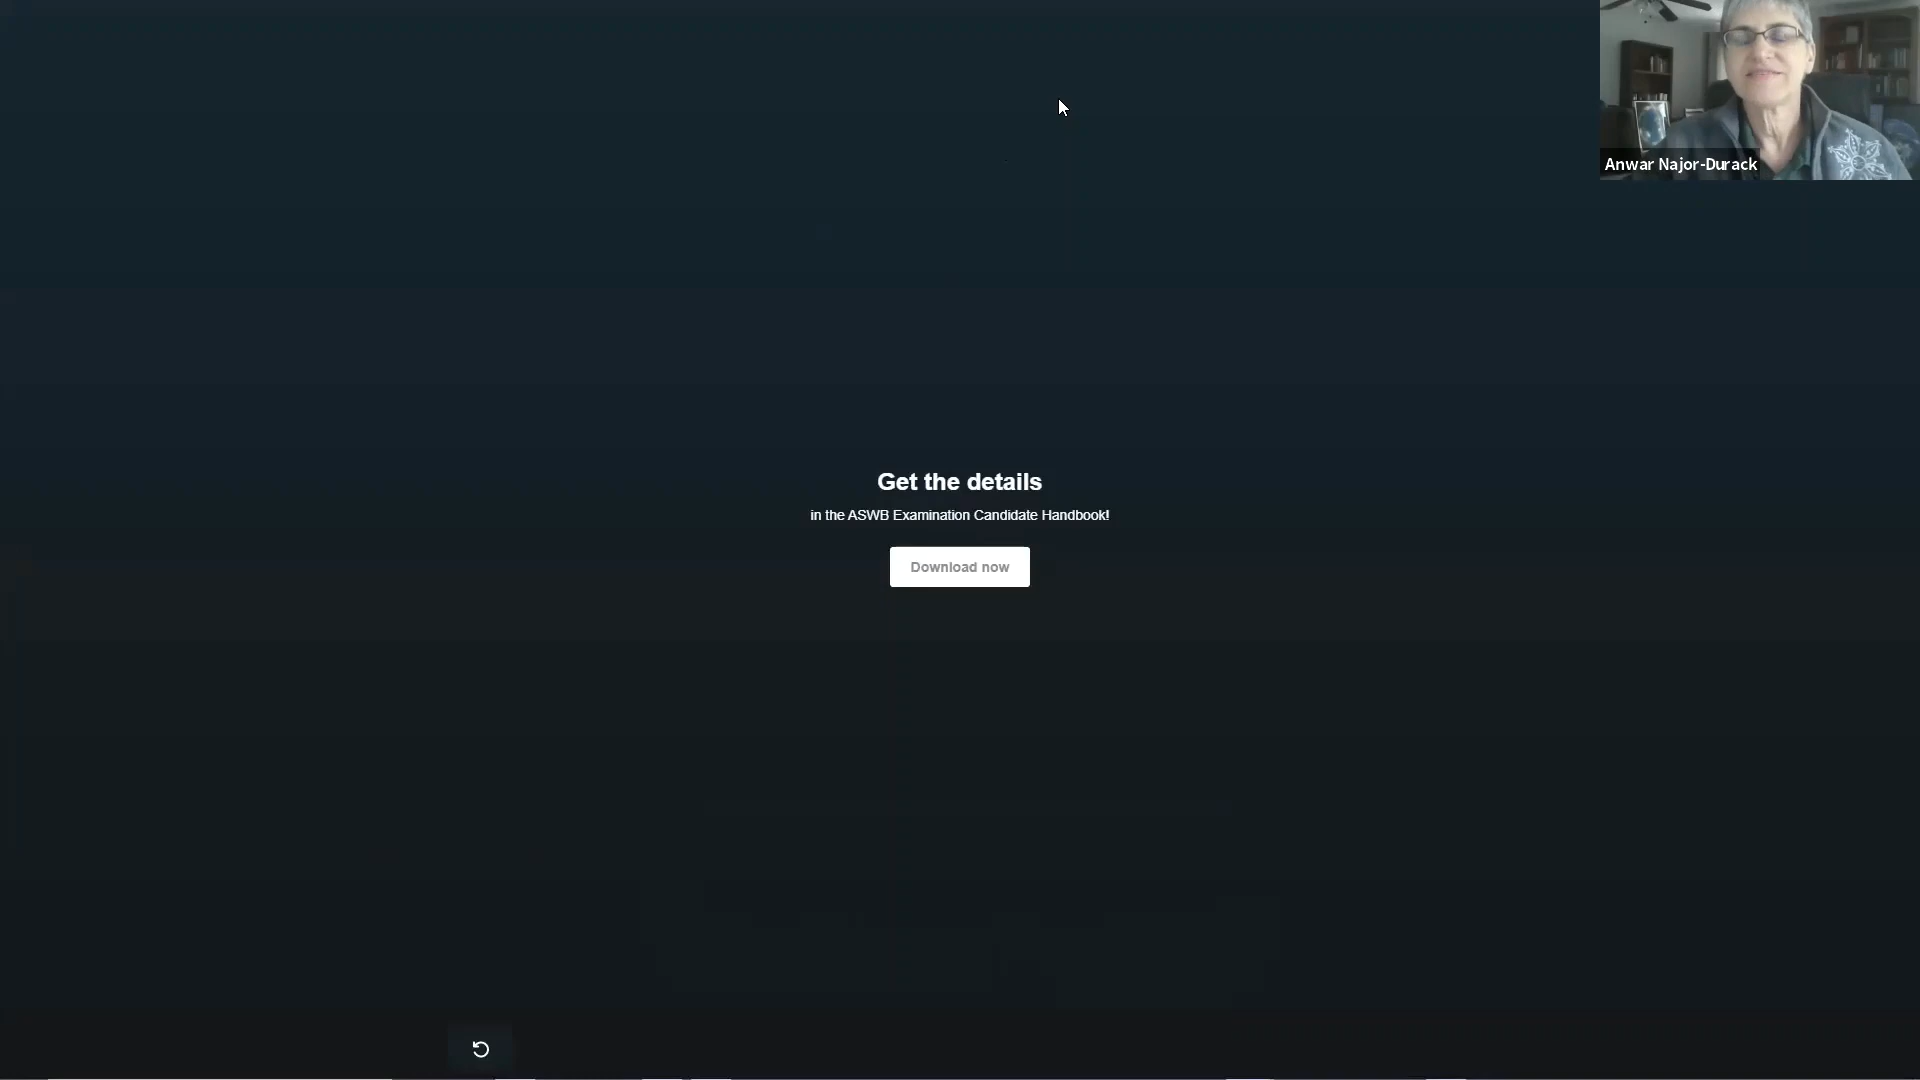 Anwar Najor-Durack
Get the details
in the ASWB Examination Candidate Handbook!
Download now